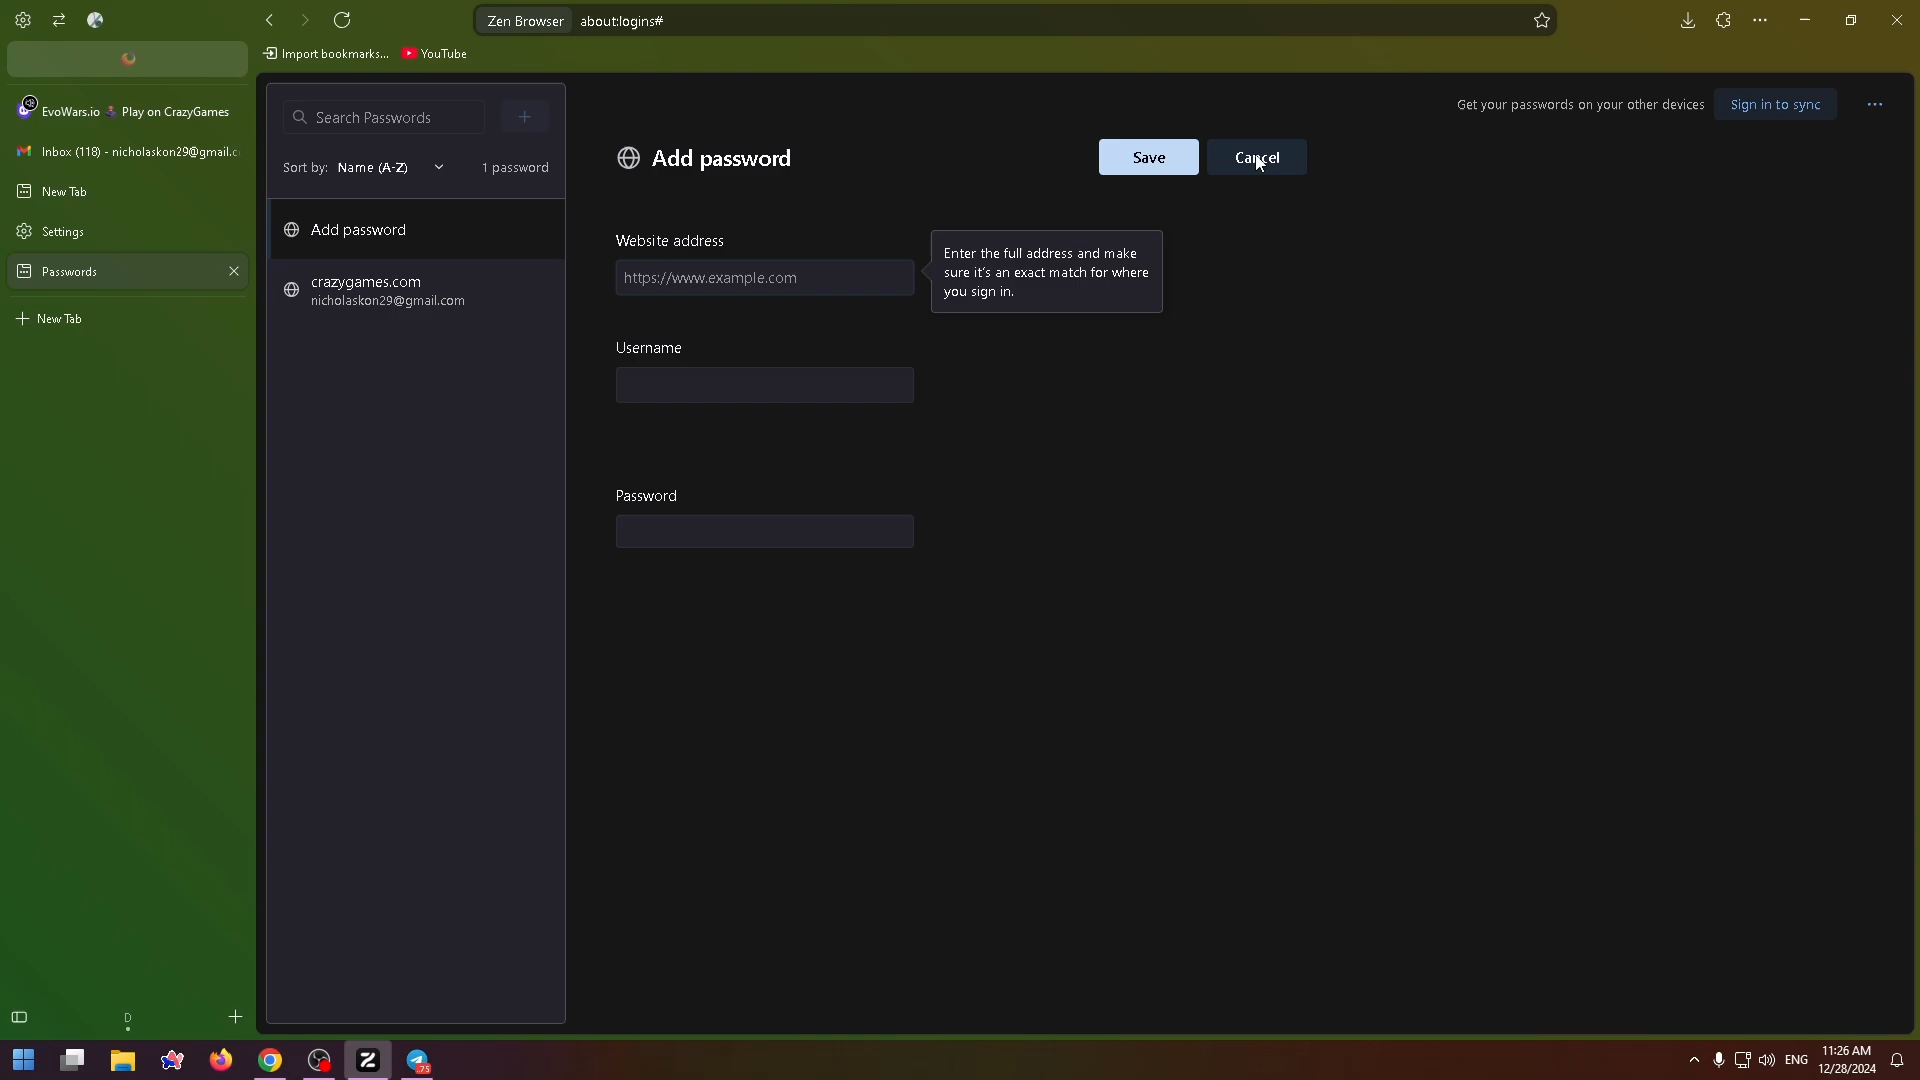 Zen Browser about:logins#
Import bookmarks... YouTube
EvoWars.io Play on CrazyGames
Inbox (118) - nicholaskon29@gmail.c
New Tab
Settings
Passwords
New Tab
D
Search Passwords
Sort by: Name (A-Z) 1 password
Add password
crazygames.com
nicholaskon29@gmail.com
Get your passwords on your other devices Sign in to sync
Add password
Save Cancel
Website address
https://www.example.com
Enter the full address and make
sure it's an exact match for where
you sign in.
Username
Password
75
ENG
11:26 AM
12/28/2024